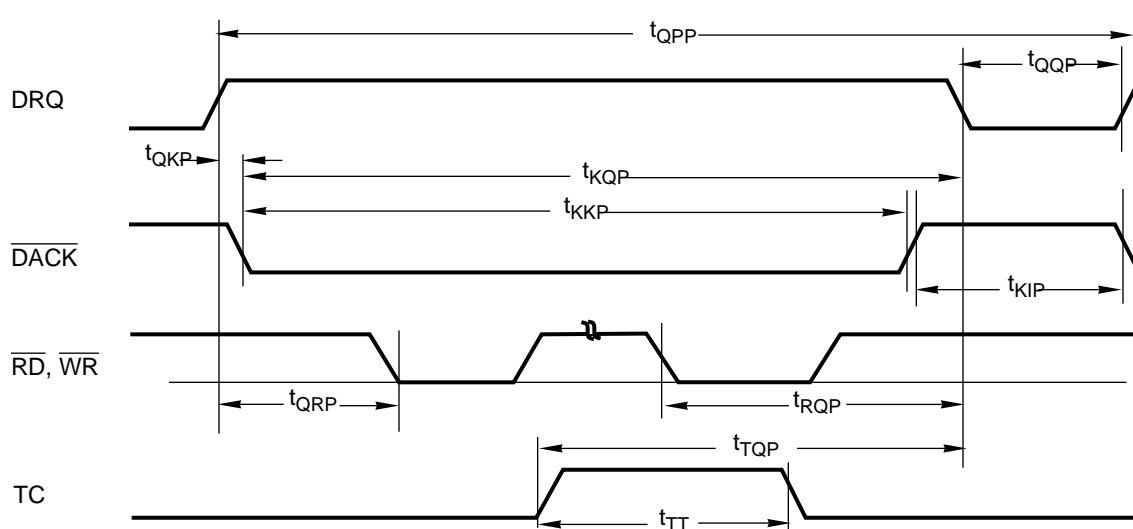 tQPP
tQQP
DRQ
tQKP
tKQP
tKKP
DACK
tKIP
RD, WR
tQRP
tRQP
tTQP
TC
tTT